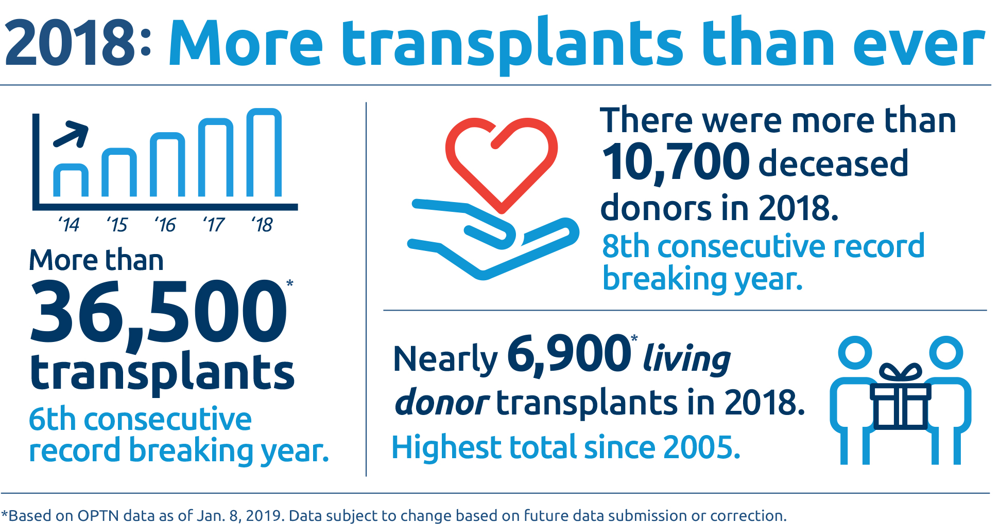 2018: More transplants than ever
‘14 ‘15 ‘16 ‘17 ‘18
More than
36,500*
transplants
6th consecutive
record breaking year.
There were more than
10,700 deceased
donors in 2018.
8th consecutive record
breaking year.
Nearly 6,900* living
donor transplants in 2018.
Highest total since 2005.
*Based on OPTN data as of Jan. 8, 2019. Data subject to change based on future data submission or correction.